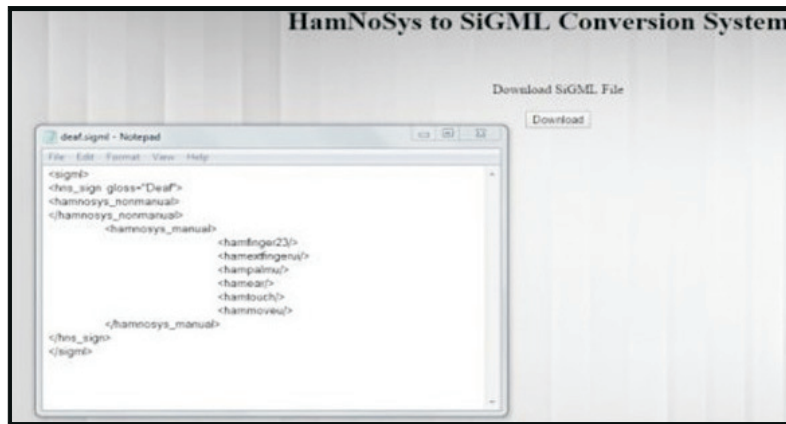 HamNoSys to SiGML Conversion System
Download SiGML File
Download
deaf.sigml - Notepad
File Edit Format View Help
<sigml>
<hns_sign gloss="Deaf">
<hamnosys_nonmanual>
</hamnosys_nonmanual>
<hamnosys_manual>
<hamfinger23/>
<hamextfingerui/>
<hampalmu/>
<hamear/>
<hamtouch/>
<hammoveu/>
</hamnosys_manual>
</hns_sign>
</sigml>